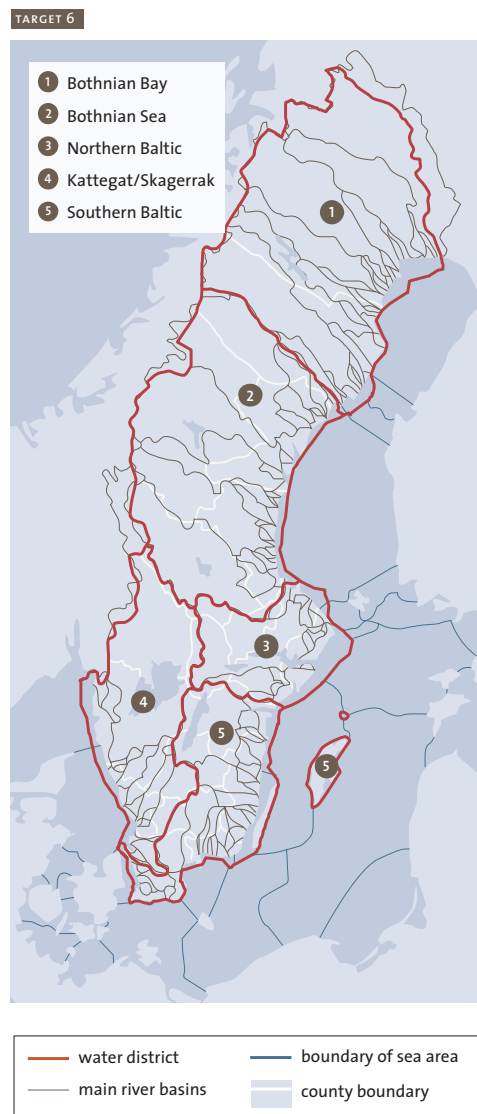 TARGET 6
1 Bothnian Bay
2 Bothnian Sea
3 Northern Baltic
4 Kattegat/Skagerrak
5 Southern Baltic
1
2
3
4
5
5
water district
boundary of sea area
main river basins
county boundary